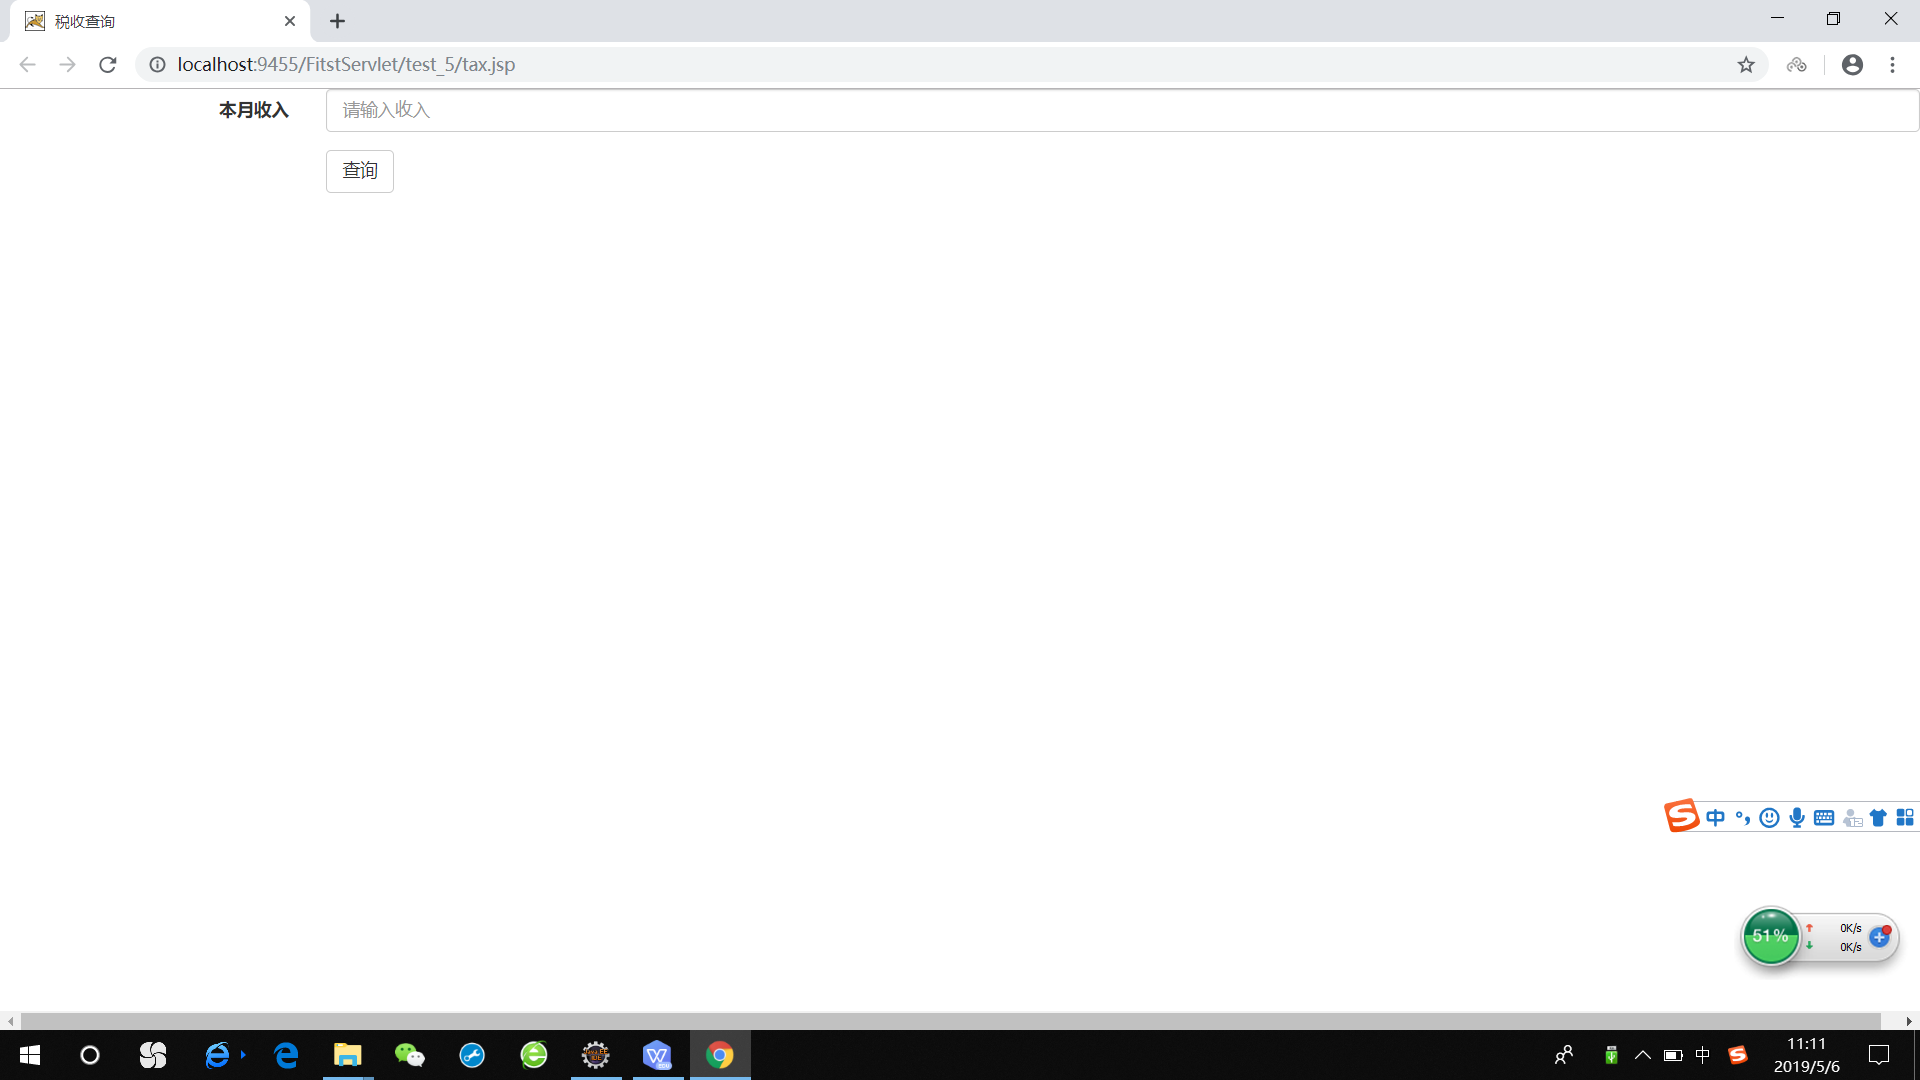 税收查询
localhost:9455/FitstServlet/test_5/tax.jsp
本月收入
请输入收入
查询
中
51%
0K/s
0K/s
中
11:11
2019/5/6